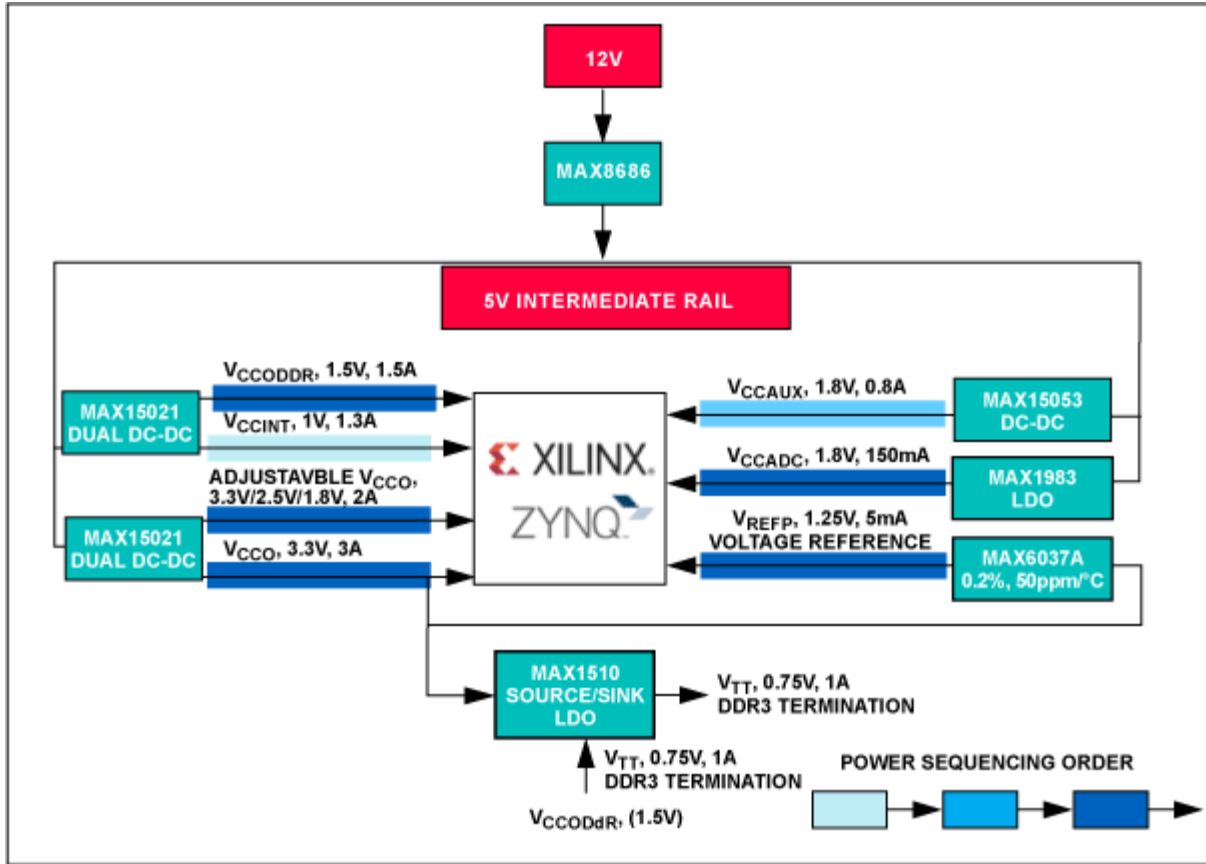 12V
MAX8686
5V INTERMEDIATE RAIL
VCCODDR, 1.5V, 1.5A
MAX15021
DUAL DC-DC
VCCINT, 1V, 1.3A
ADJUSTAVBLE VCCO,
3.3V/2.5V/1.8V, 2A
MAX15021
DUAL DC-DC
VCCO, 3.3V, 3A
XILINX®
ZYNQ™
VCCAUX, 1.8V, 0.8A
MAX15053
DC-DC
VCCADC, 1.8V, 150mA
MAX1983
LDO
VREFP, 1.25V, 5mA
VOLTAGE REFERENCE
MAX6037A
0.2%, 50ppm/°C
MAX1510
SOURCE/SINK
LDO
VTT, 0.75V, 1A
DDR3 TERMINATION
VTT, 0.75V, 1A
DDR3 TERMINATION
VCCODdR, (1.5V)
POWER SEQUENCING ORDER